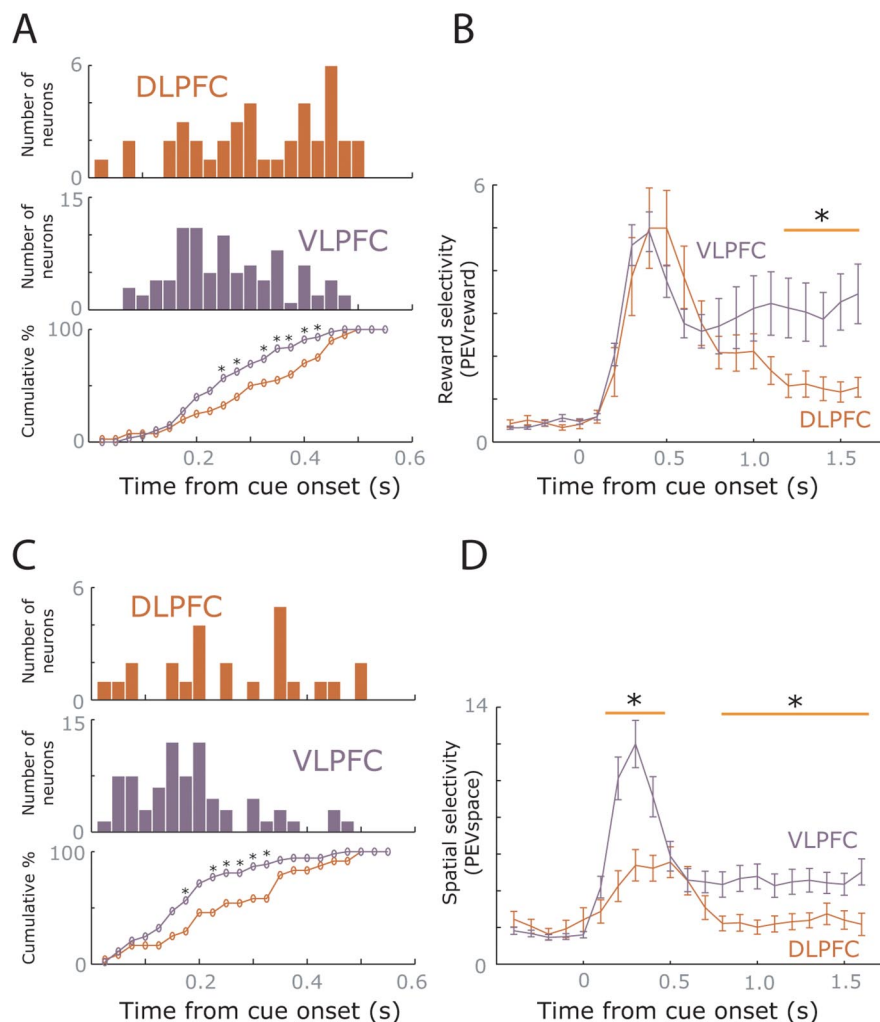 A
B
6
DLPFC
Number of
neurons
0
15
VLPFC
Number of
neurons
0
100
* * * * * * *
Cumulative %
0
0.2
0.4
0.6
Time from cue onset (s)
6
*
VLPFC
Reward selectivity
(PEVreward)
DLPFC
0
0
0.5
1.0
1.5
Time from cue onset (s)
C
D
6
DLPFC
Number of
neurons
0
15
VLPFC
Number of
neurons
0
100
* * * * * *
Cumulative %
0
0.2
0.4
0.6
Time from cue onset (s)
14
* *
Spatial selectivity
(PEVspace)
VLPFC
DLPFC
0
0
0.5
1.0
1.5
Time from cue onset (s)